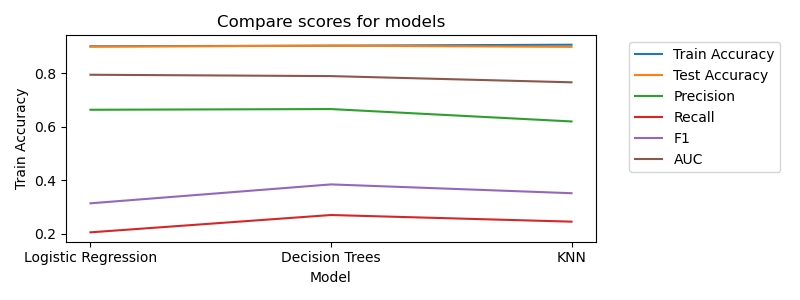 Compare scores for models
Train Accuracy
0.8
0.6
0.4
0.2
Logistic Regression
Decision Trees
KNN
Model
Train Accuracy
Test Accuracy
Precision
Recall
F1
AUC